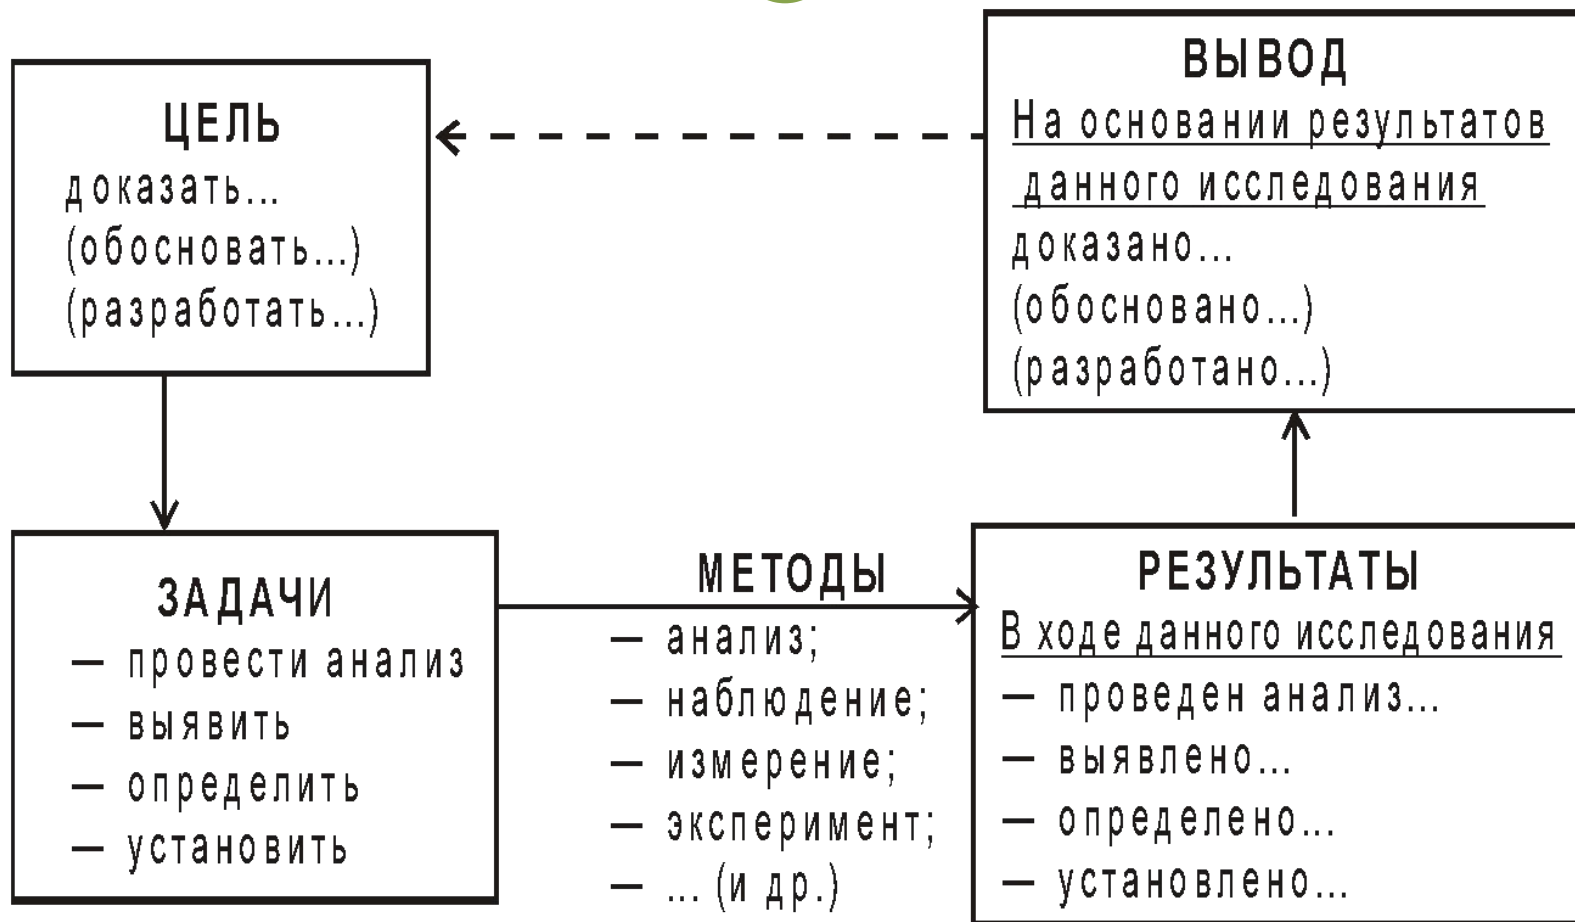 ЦЕЛЬ
доказать...
(обосновать...)
(разработать...)
ВЫВОД
На основании результатов
данного исследования
доказано...
(обосновано...)
(разработано...)
ЗАДАЧИ
— провести анализ
— выявить
— определить
— установить
МЕТОДЫ
— анализ;
— наблюдение;
— измерение;
— эксперимент;
— ... (и др.)
РЕЗУЛЬТАТЫ
В ходе данного исследования
— проведен анализ...
— выявлено...
— определено...
— установлено...